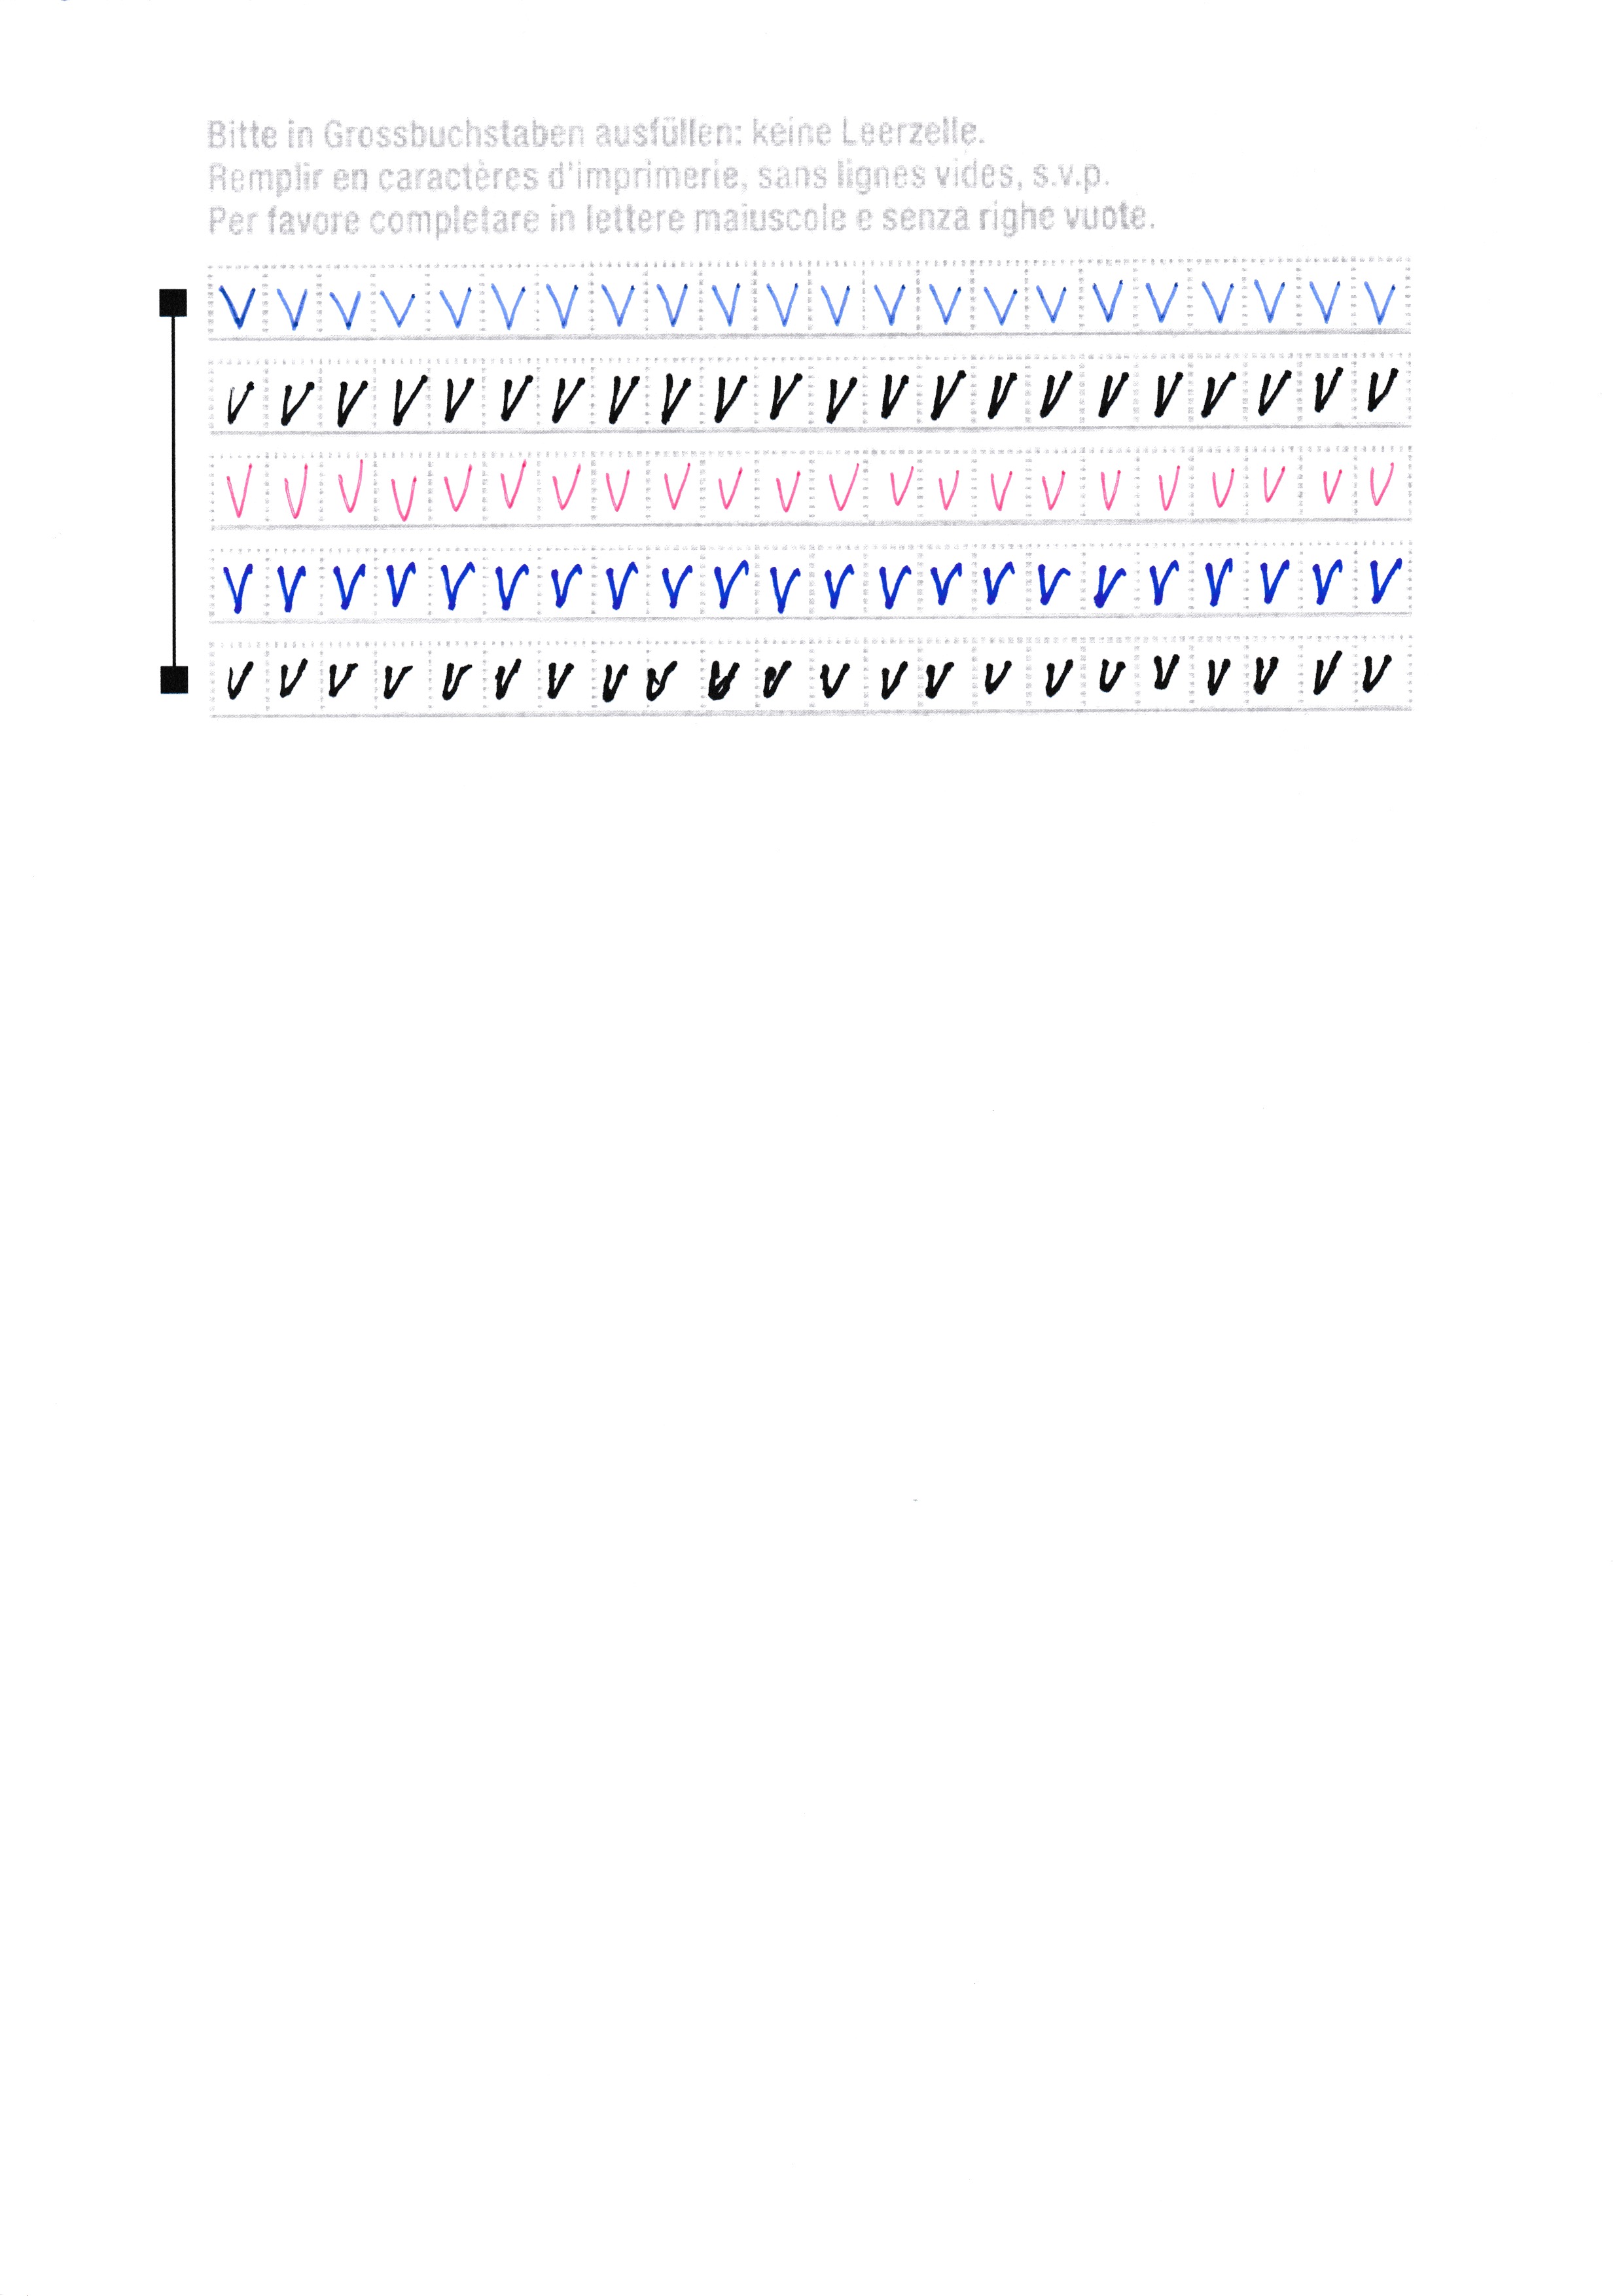 Bitte in Grossbuchstaben ausfüllen: keine Leerzelle.
Remplir en caractères d'imprimerie, sans lignes vides, s.v.p.
Per favore completare in lettere maiuscole e senza righe vuote.
V V V V V V V V V V V V V V V V V V V V V V
V V V V V V V V V V V V V V V V V V V V V V
V V V V V V V V V V V V V V V V V V V V V V
V V V V V V V V V V V V V V V V V V V V V V
V V V V V V V V V V V V V V V V V V V V V V